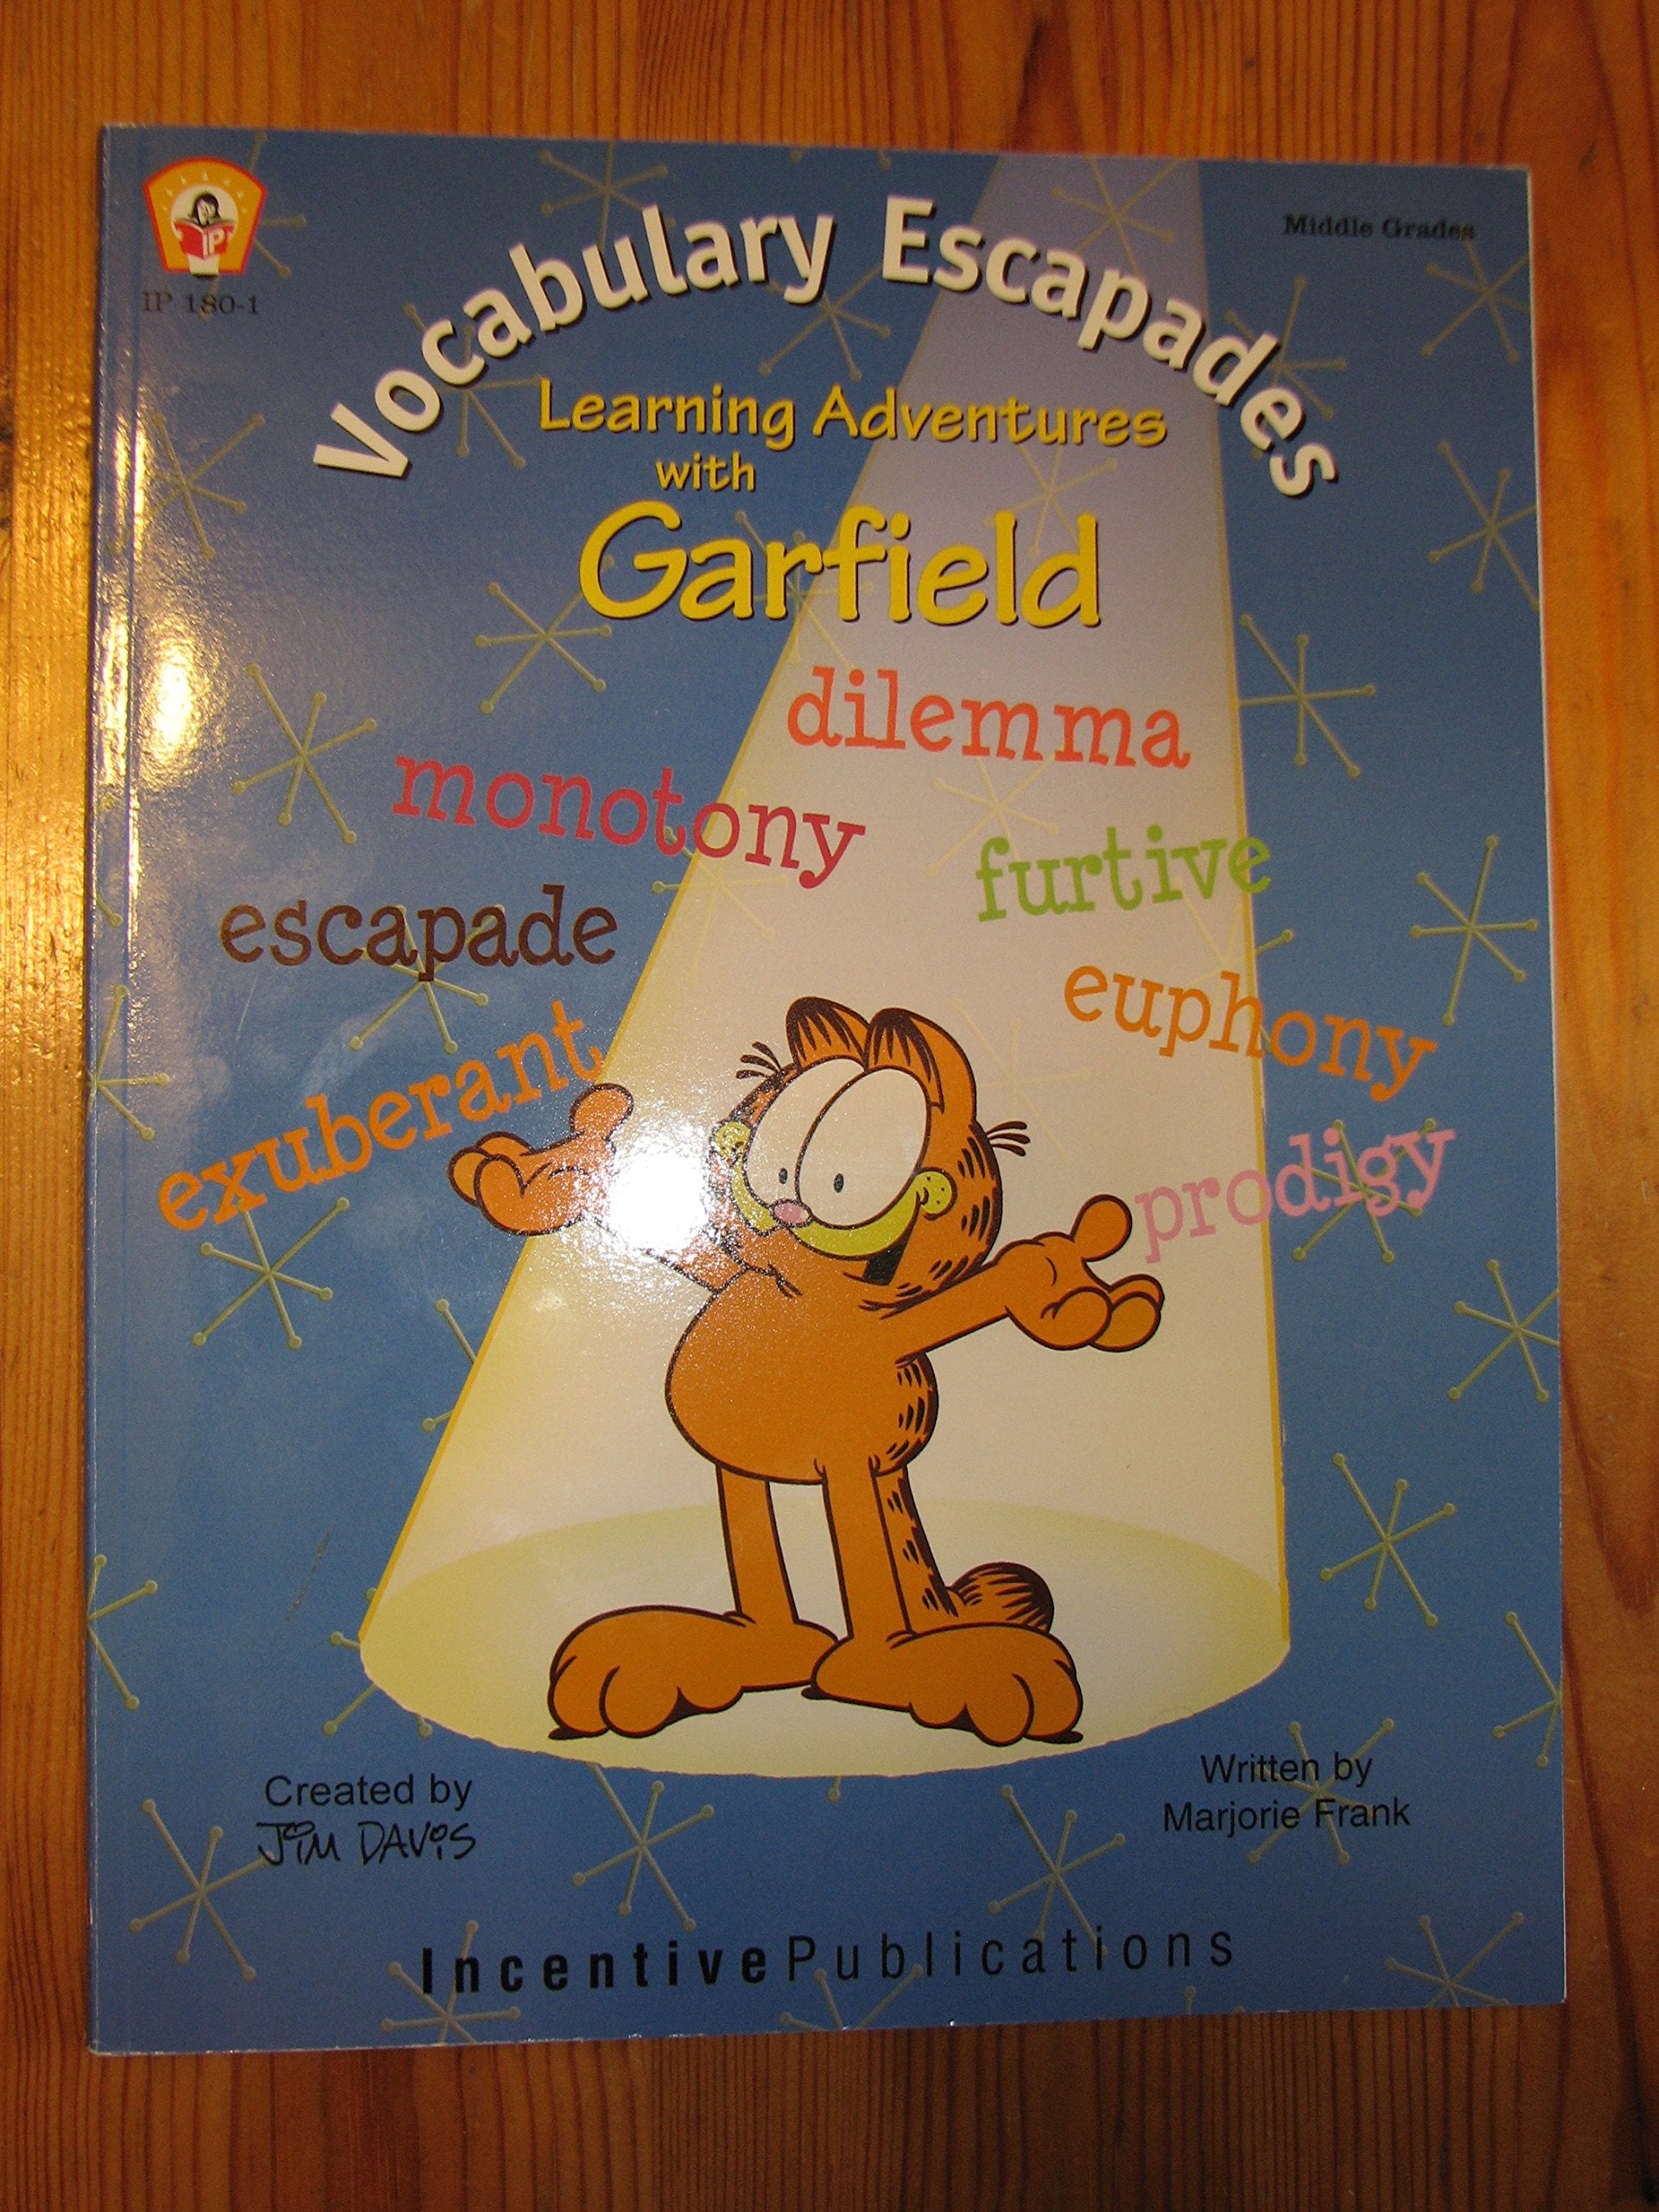 IP
IP 180-1
Middle Grades
Vocabulary Escapades
Learning Adventures
with
Garfield
dilemma
monotony
furtive
escapade
euphony
exuberant
prodigy
Created by
JIM DAVIS
Written by
Marjorie Frank
IncentivePublications